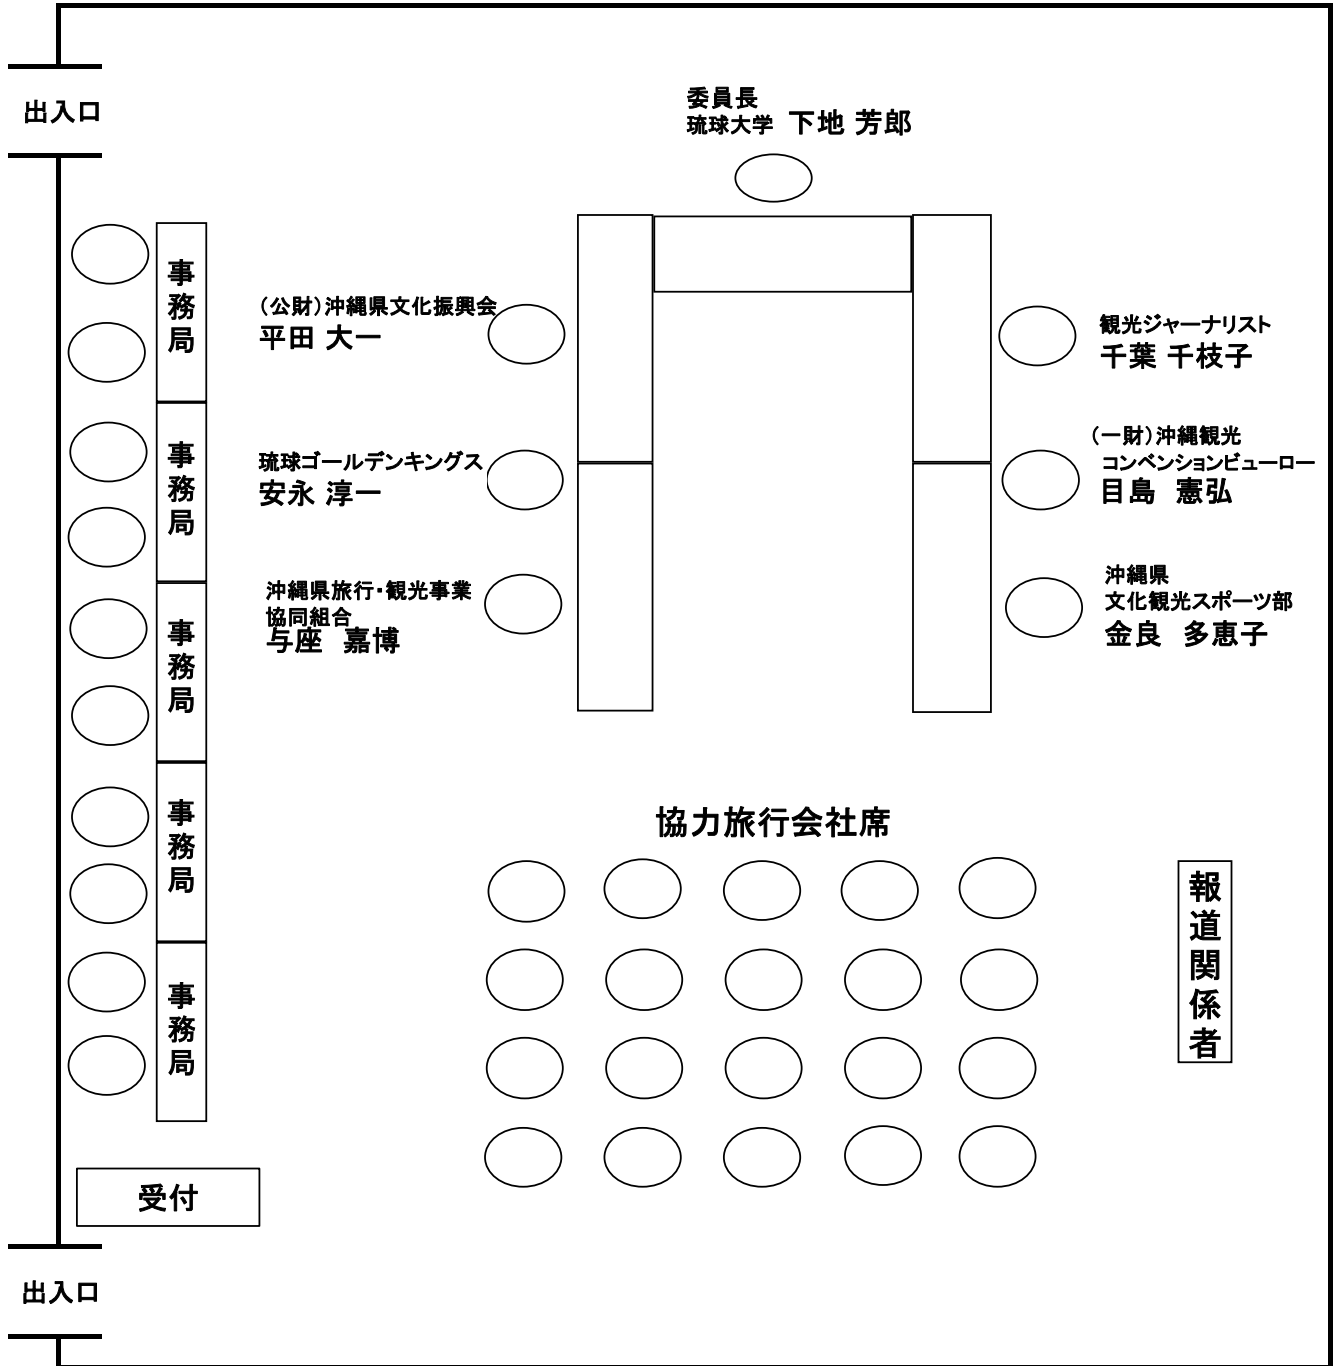 出入口
委員長
琉球大学 下地 芳郎
事務局
(公財)沖縄県文化振興会
平田 大一
観光ジャーナリスト
千葉 千枝子
事務局
琉球ゴールデンキングス
安永 淳一
(一財)沖縄観光
コンベンションビューロー
目島 憲弘
事務局
沖縄県旅行・観光事業
協同組合
与座 嘉博
沖縄県
文化観光スポーツ部
金良 多恵子
事務局
協力旅行会社席
報道関係者
事務局
受付
出入口